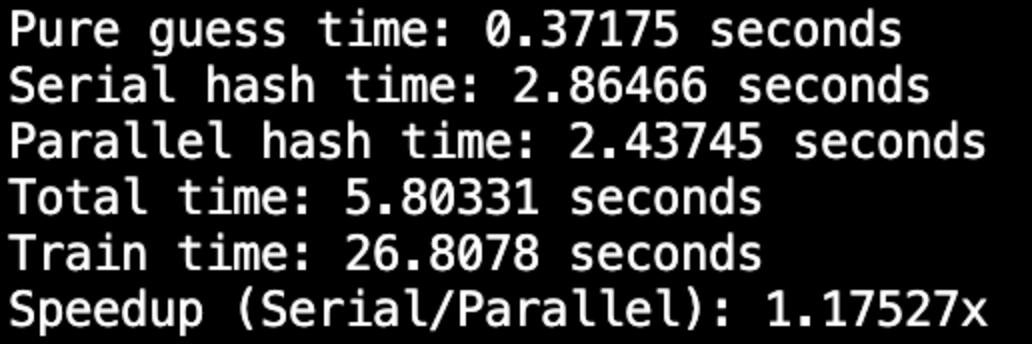 Pure guess time: 0.37175 seconds
Serial hash time: 2.86466 seconds
Parallel hash time: 2.43745 seconds
Total time: 5.80331 seconds
Train time: 26.8078 seconds
Speedup (Serial/Parallel): 1.17527x